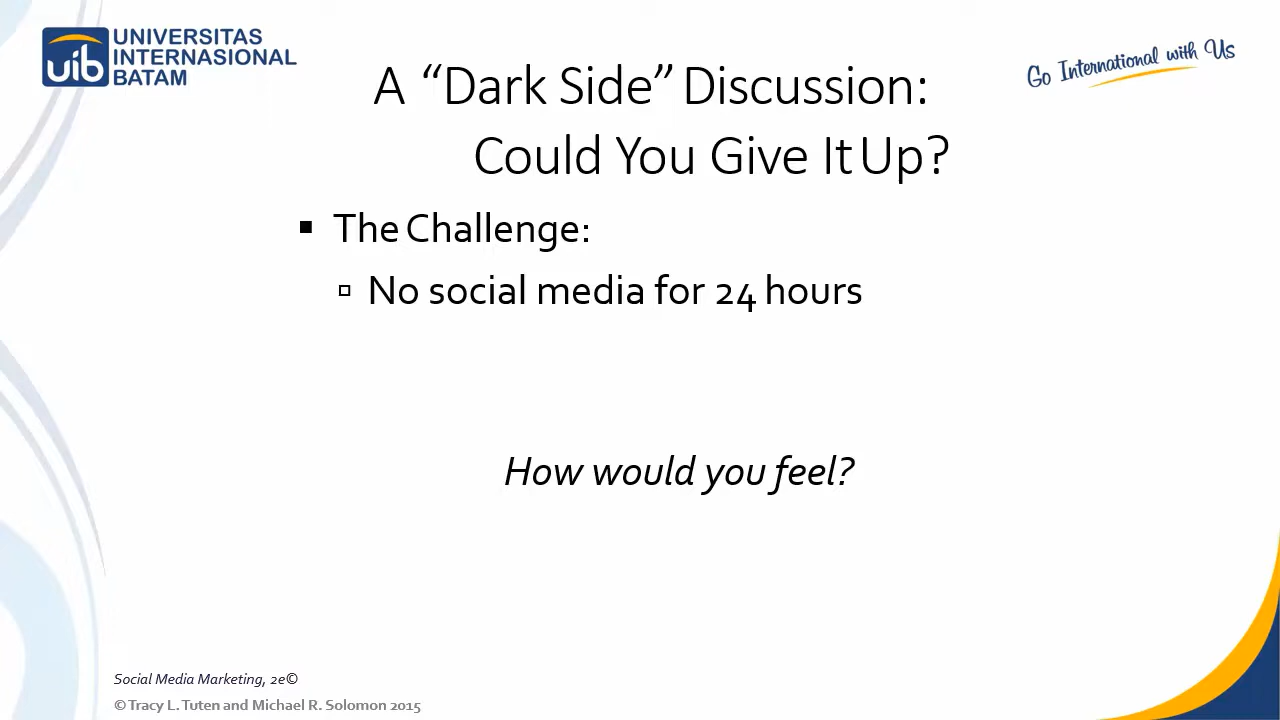 UNIVERSITAS
INTERNASIONAL
BATAM
uib
Go International with Us
A “Dark Side” Discussion:
Could You Give It Up?
The Challenge:
No social media for 24 hours
How would you feel?
Social Media Marketing, 2e©
© Tracy L. Tuten and Michael R. Solomon 2015